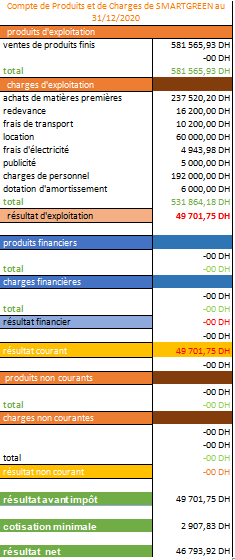 Compte de Produits et de Charges de SMARTGREEN au
31/12/2020
produits d'exploitation
ventes de produits finis 581 565,93 DH
-00 DH
total 581 565,93 DH
charges d'exploitation
achats de matières premières 237 520,20 DH
redevance 16 200,00 DH
frais de transport 10 200,00 DH
location 60 000,00 DH
frais d'électricité 4 943,98 DH
publicité 5 000,00 DH
charges de personnel 192 000,00 DH
dotation d'amortissement 6 000,00 DH
total 531 864,18 DH
résultat d'exploitation 49 701,75 DH
produits financiers
-00 DH
total -00 DH
charges financières
-00 DH
total -00 DH
résultat financier -00 DH
-00 DH
résultat courant 49 701,75 DH
-00 DH
produits non courants
-00 DH
total -00 DH
charges non courantes
-00 DH
-00 DH
total -00 DH
résultat non courant -00 DH
résultat avant impôt 49 701,75 DH
cotisation minimale 2 907,83 DH
résultat net 46 793,92 DH